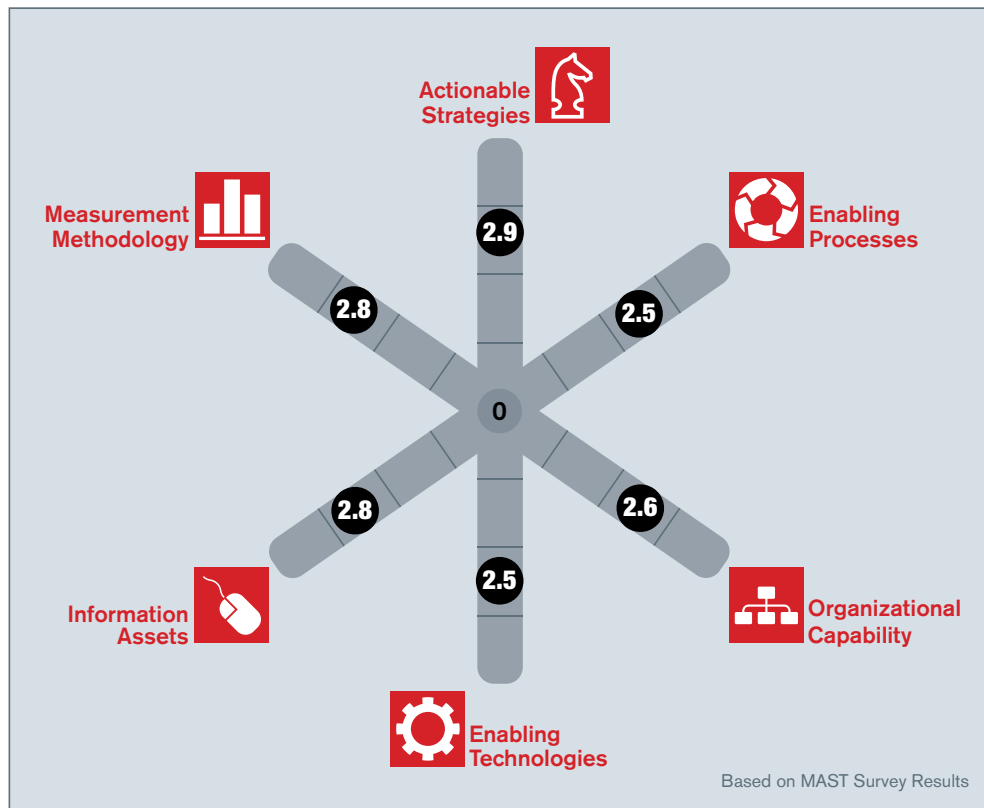 Actionable
Strategies
Measurement
Methodology
Enabling
Processes
2.9
2.8
2.5
0
2.8
2.6
2.5
Information
Assets
Organizational
Capability
Enabling
Technologies
Based on MAST Survey Results